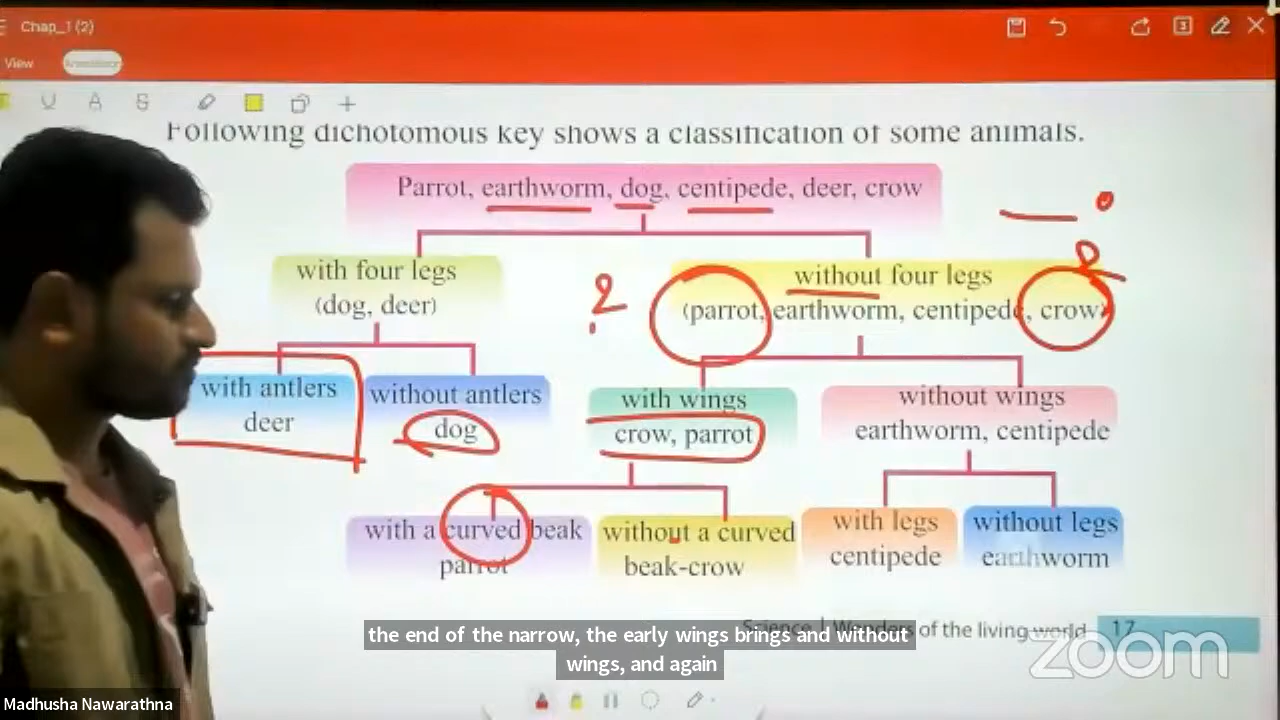 Chap_1 (2)
3
View
U A S
Following dichotomous key shows a classification of some animals.
Parrot, earthworm, dog, centipede, deer, crow
with four legs
(dog, deer)
without four legs
(parrot, earthworm, centipede, crow)
with antlers
deer
without antlers
dog
with wings
crow, parrot
without wings
earthworm, centipede
with a curved beak
parrot
without a curved
beak-crow
with legs
centipede
without legs
earthworm
Science | Wonders of the living world 17
the end of the narrow, the early wings brings and without
wings, and again
zoom
Madhusha Nawarathna